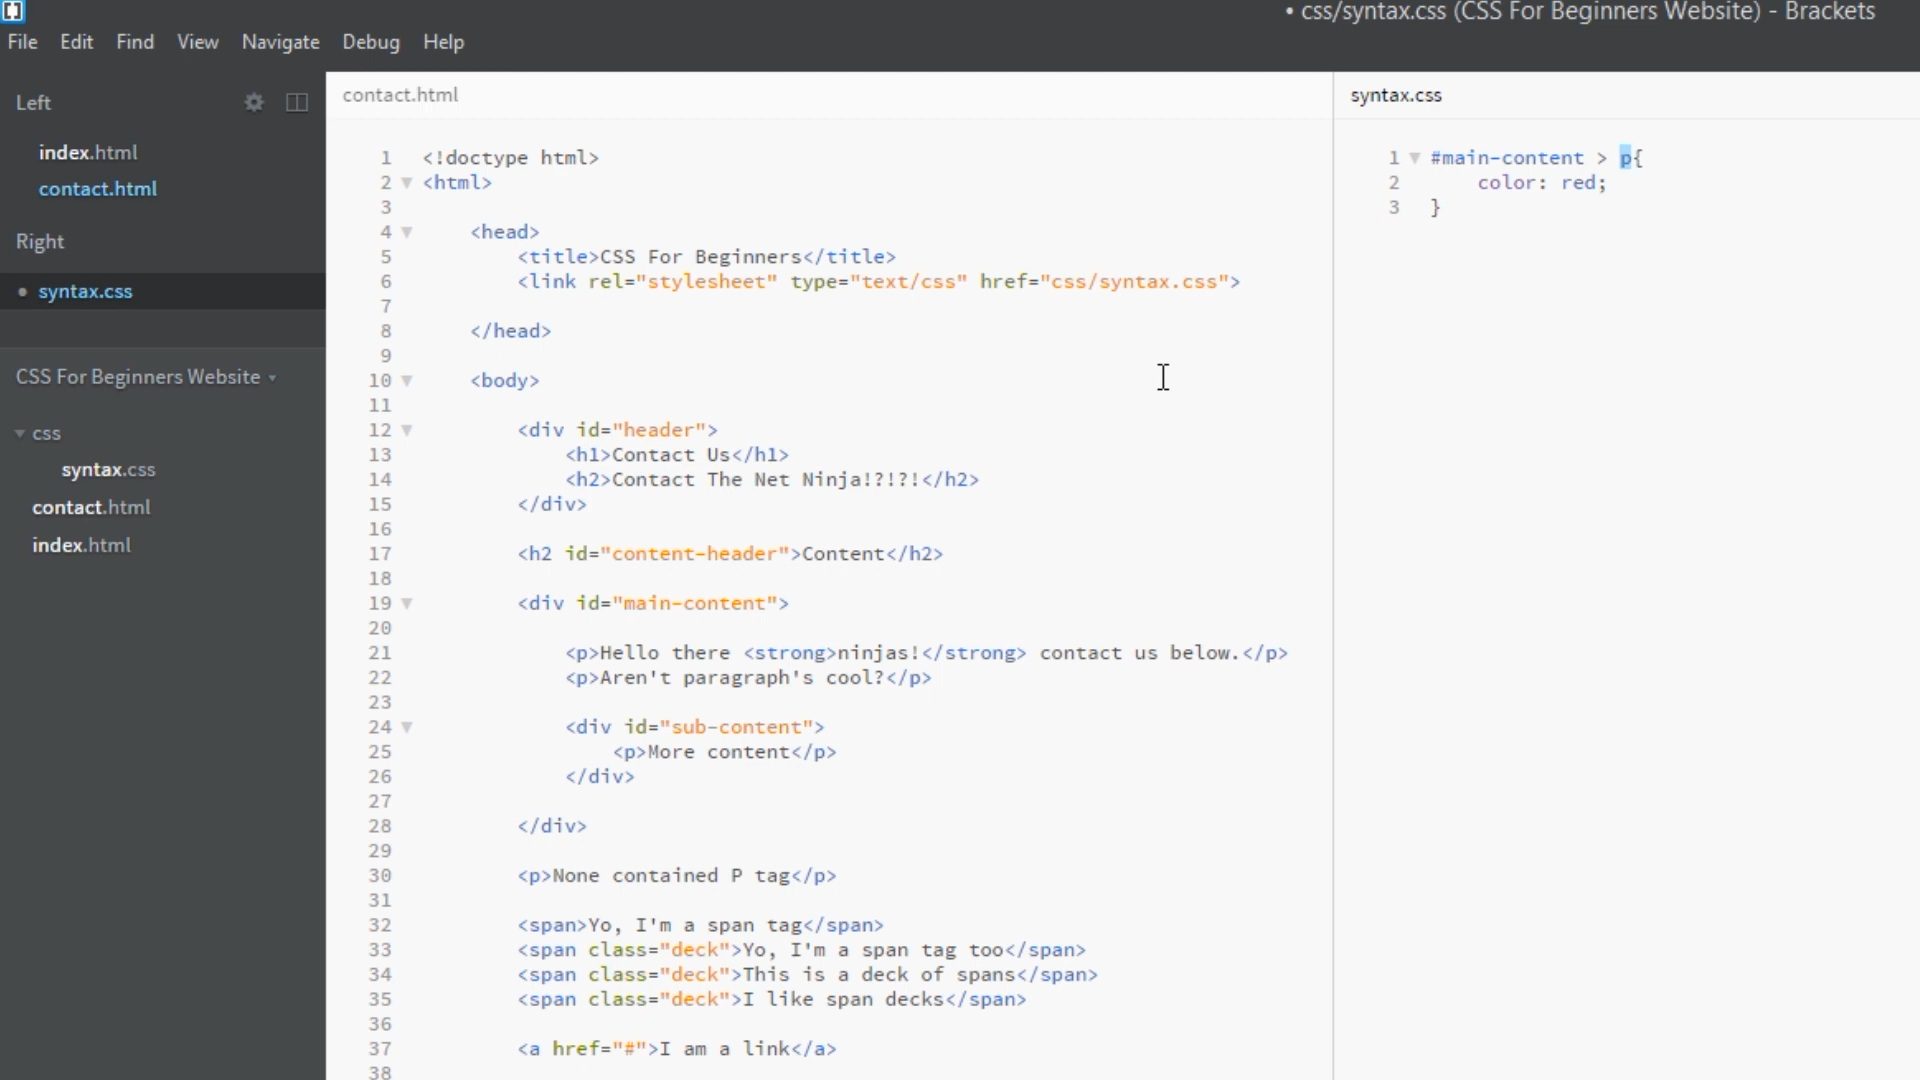 • css/syntax.css (CSS For Beginners Website) - Brackets
File Edit Find View Navigate Debug Help
Left
index.html
contact.html
Right
• syntax.css
CSS For Beginners Website
css
syntax.css
contact.html
index.html
contact.html
1 <!doctype html>
2 <html>
3
4 <head>
5 <title>CSS For Beginners</title>
6 <link rel="stylesheet" type="text/css" href="css/syntax.css">
7
8 </head>
9
10 <body>
11
12 <div id="header">
13 <h1>Contact Us</h1>
14 <h2>Contact The Net Ninja!?!?!</h2>
15 </div>
16
17 <h2 id="content-header">Content</h2>
18
19 <div id="main-content">
20
21 <p>Hello there <strong>ninjas!</strong> contact us below.</p>
22 <p>Aren't paragraph's cool?</p>
23
24 <div id="sub-content">
25 <p>More content</p>
26 </div>
27
28 </div>
29
30 <p>None contained P tag</p>
31
32 <span>Yo, I'm a span tag</span>
33 <span class="deck">Yo, I'm a span tag too</span>
34 <span class="deck">This is a deck of spans</span>
35 <span class="deck">I like span decks</span>
36
37 <a href="#">I am a link</a>
38
syntax.css
1 #main-content > p{
2 color: red;
3 }